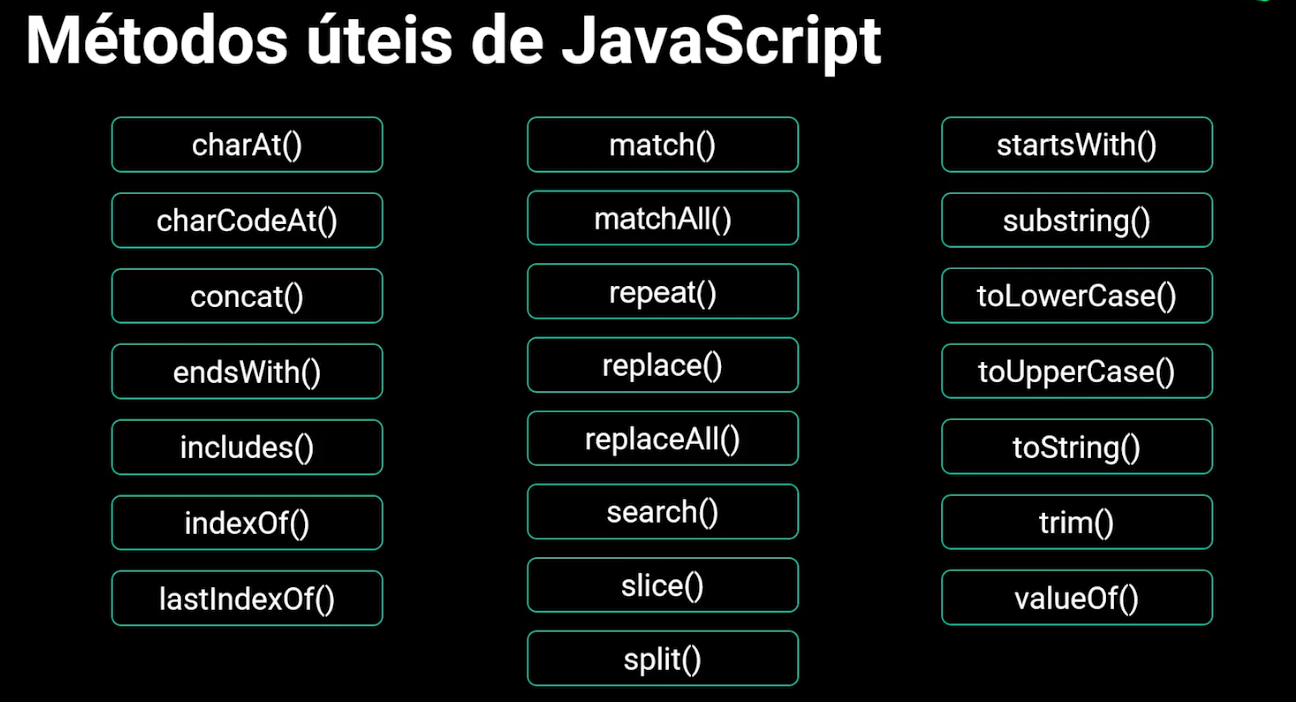 Métodos úteis de JavaScript
charAt()
charCodeAt()
concat()
endsWith()
includes()
indexOf()
lastIndexOf()
match()
matchAll()
repeat()
replace()
replaceAll()
search()
slice()
split()
startsWith()
substring()
toLowerCase()
toUpperCase()
toString()
trim()
valueOf()